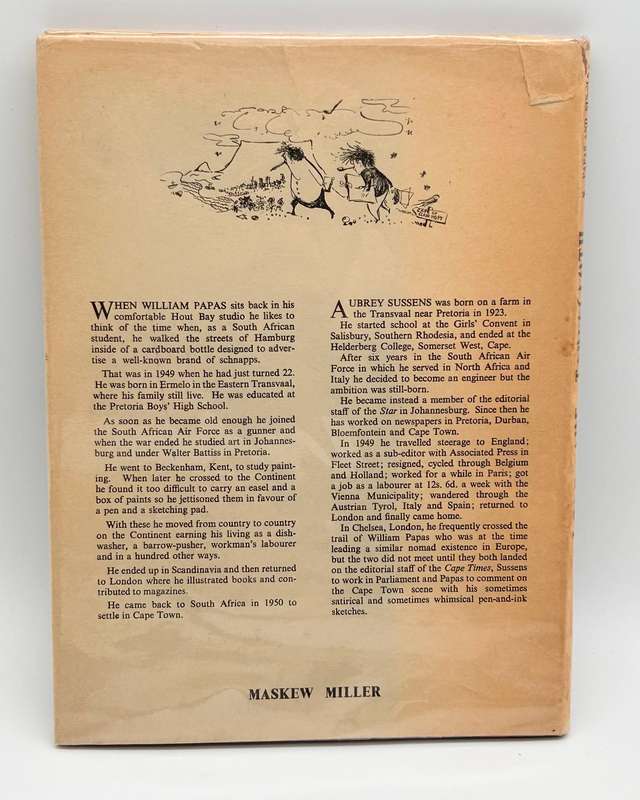 WHEN WILLIAM PAPAS sits back in his
comfortable Hout Bay studio he likes to
think of the time when, as a South African
student, he walked the streets of Hamburg
inside of a cardboard bottle designed to adver-
tise a well-known brand of schnapps.
That was in 1949 when he had just turned 22.
He was born in Ermelo in the Eastern Transvaal,
where his family still live. He was educated at
the Pretoria Boys' High School.
As soon as he became old enough he joined
the South African Air Force as a gunner and
when the war ended he studied art in Johannes-
burg and under Walter Battiss in Pretoria.
He went to Beckenham, Kent, to study paint-
ing. When later he crossed to the Continent
he found it too difficult to carry an easel and a
box of paints so he jettisoned them in favour of
a pen and a sketching pad.
With these he moved from country to country
on the Continent earning his living as a dish-
washer, a barrow-pusher, workman's labourer
and in a hundred other ways.
He ended up in Scandinavia and then returned
to London where he illustrated books and con-
tributed to magazines.
He came back to South Africa in 1950 to
settle in Cape Town.
AUBREY SUSSENS was born on a farm in
the Transvaal near Pretoria in 1923.
He started school at the Girls' Convent in
Salisbury, Southern Rhodesia, and ended at the
Helderberg College, Somerset West, Cape.
After six years in the South African Air
Force in which he served in North Africa and
Italy he decided to become an engineer but the
ambition was still-born.
He became instead a member of the editorial
staff of the Star in Johannesburg. Since then he
has worked on newspapers in Pretoria, Durban,
Bloemfontein and Cape Town.
In 1949 he travelled steerage to England;
worked as a sub-editor with Associated Press in
Fleet Street; resigned, cycled through Belgium
and Holland; worked for a while in Paris; got
a job as a labourer at 12s. 6d. a week with the
Vienna Municipality; wandered through the
Austrian Tyrol, Italy and Spain; returned to
London and finally came home.
In Chelsea, London, he frequently crossed the
trail of William Papas who was at the time
leading a similar nomad existence in Europe,
but the two did not meet until they both landed
on the editorial staff of the Cape Times, Sussens
to work in Parliament and Papas to comment on
the Cape Town scene with his sometimes
satirical and sometimes whimsical pen-and-ink
sketches.
MASKEW MILLER